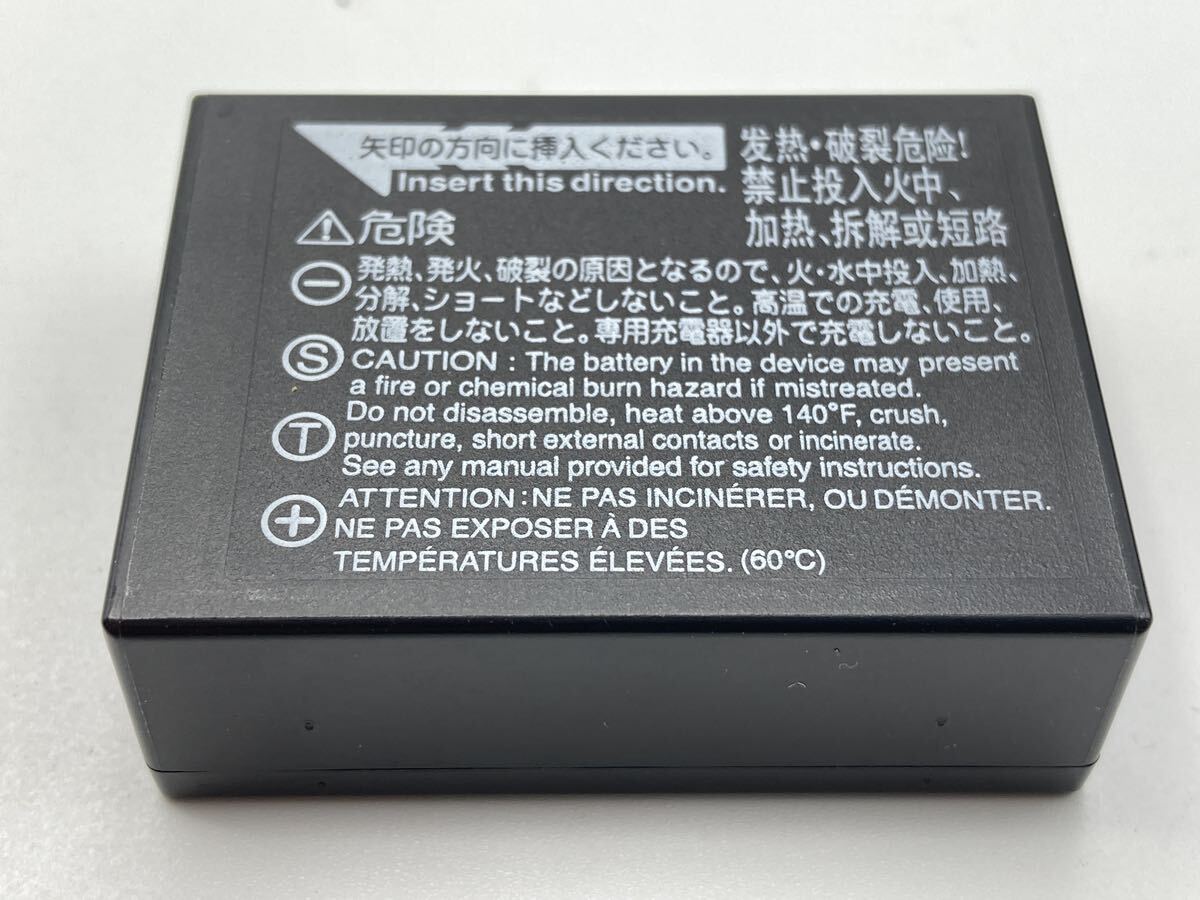 矢印の方向に挿入ください。
Insert this direction.
发热・破裂危险!
禁止投入火中、
加热、拆解或短路
⚠危険
発熱、発火、破裂の原因となるので、火・水中投入、加熱、
分解、ショートなどしないこと。高温での充電、使用、
放置をしないこと。専用充電器以外で充電しないこと。
CAUTION : The battery in the device may present
a fire or chemical burn hazard if mistreated.
Do not disassemble, heat above 140°F, crush,
puncture, short external contacts or incinerate.
See any manual provided for safety instructions.
ATTENTION : NE PAS INCINÉRER, OU DÉMONTER.
NE PAS EXPOSER À DES
TEMPÉRATURES ÉLEVÉES. (60°C)
−
S
T
+